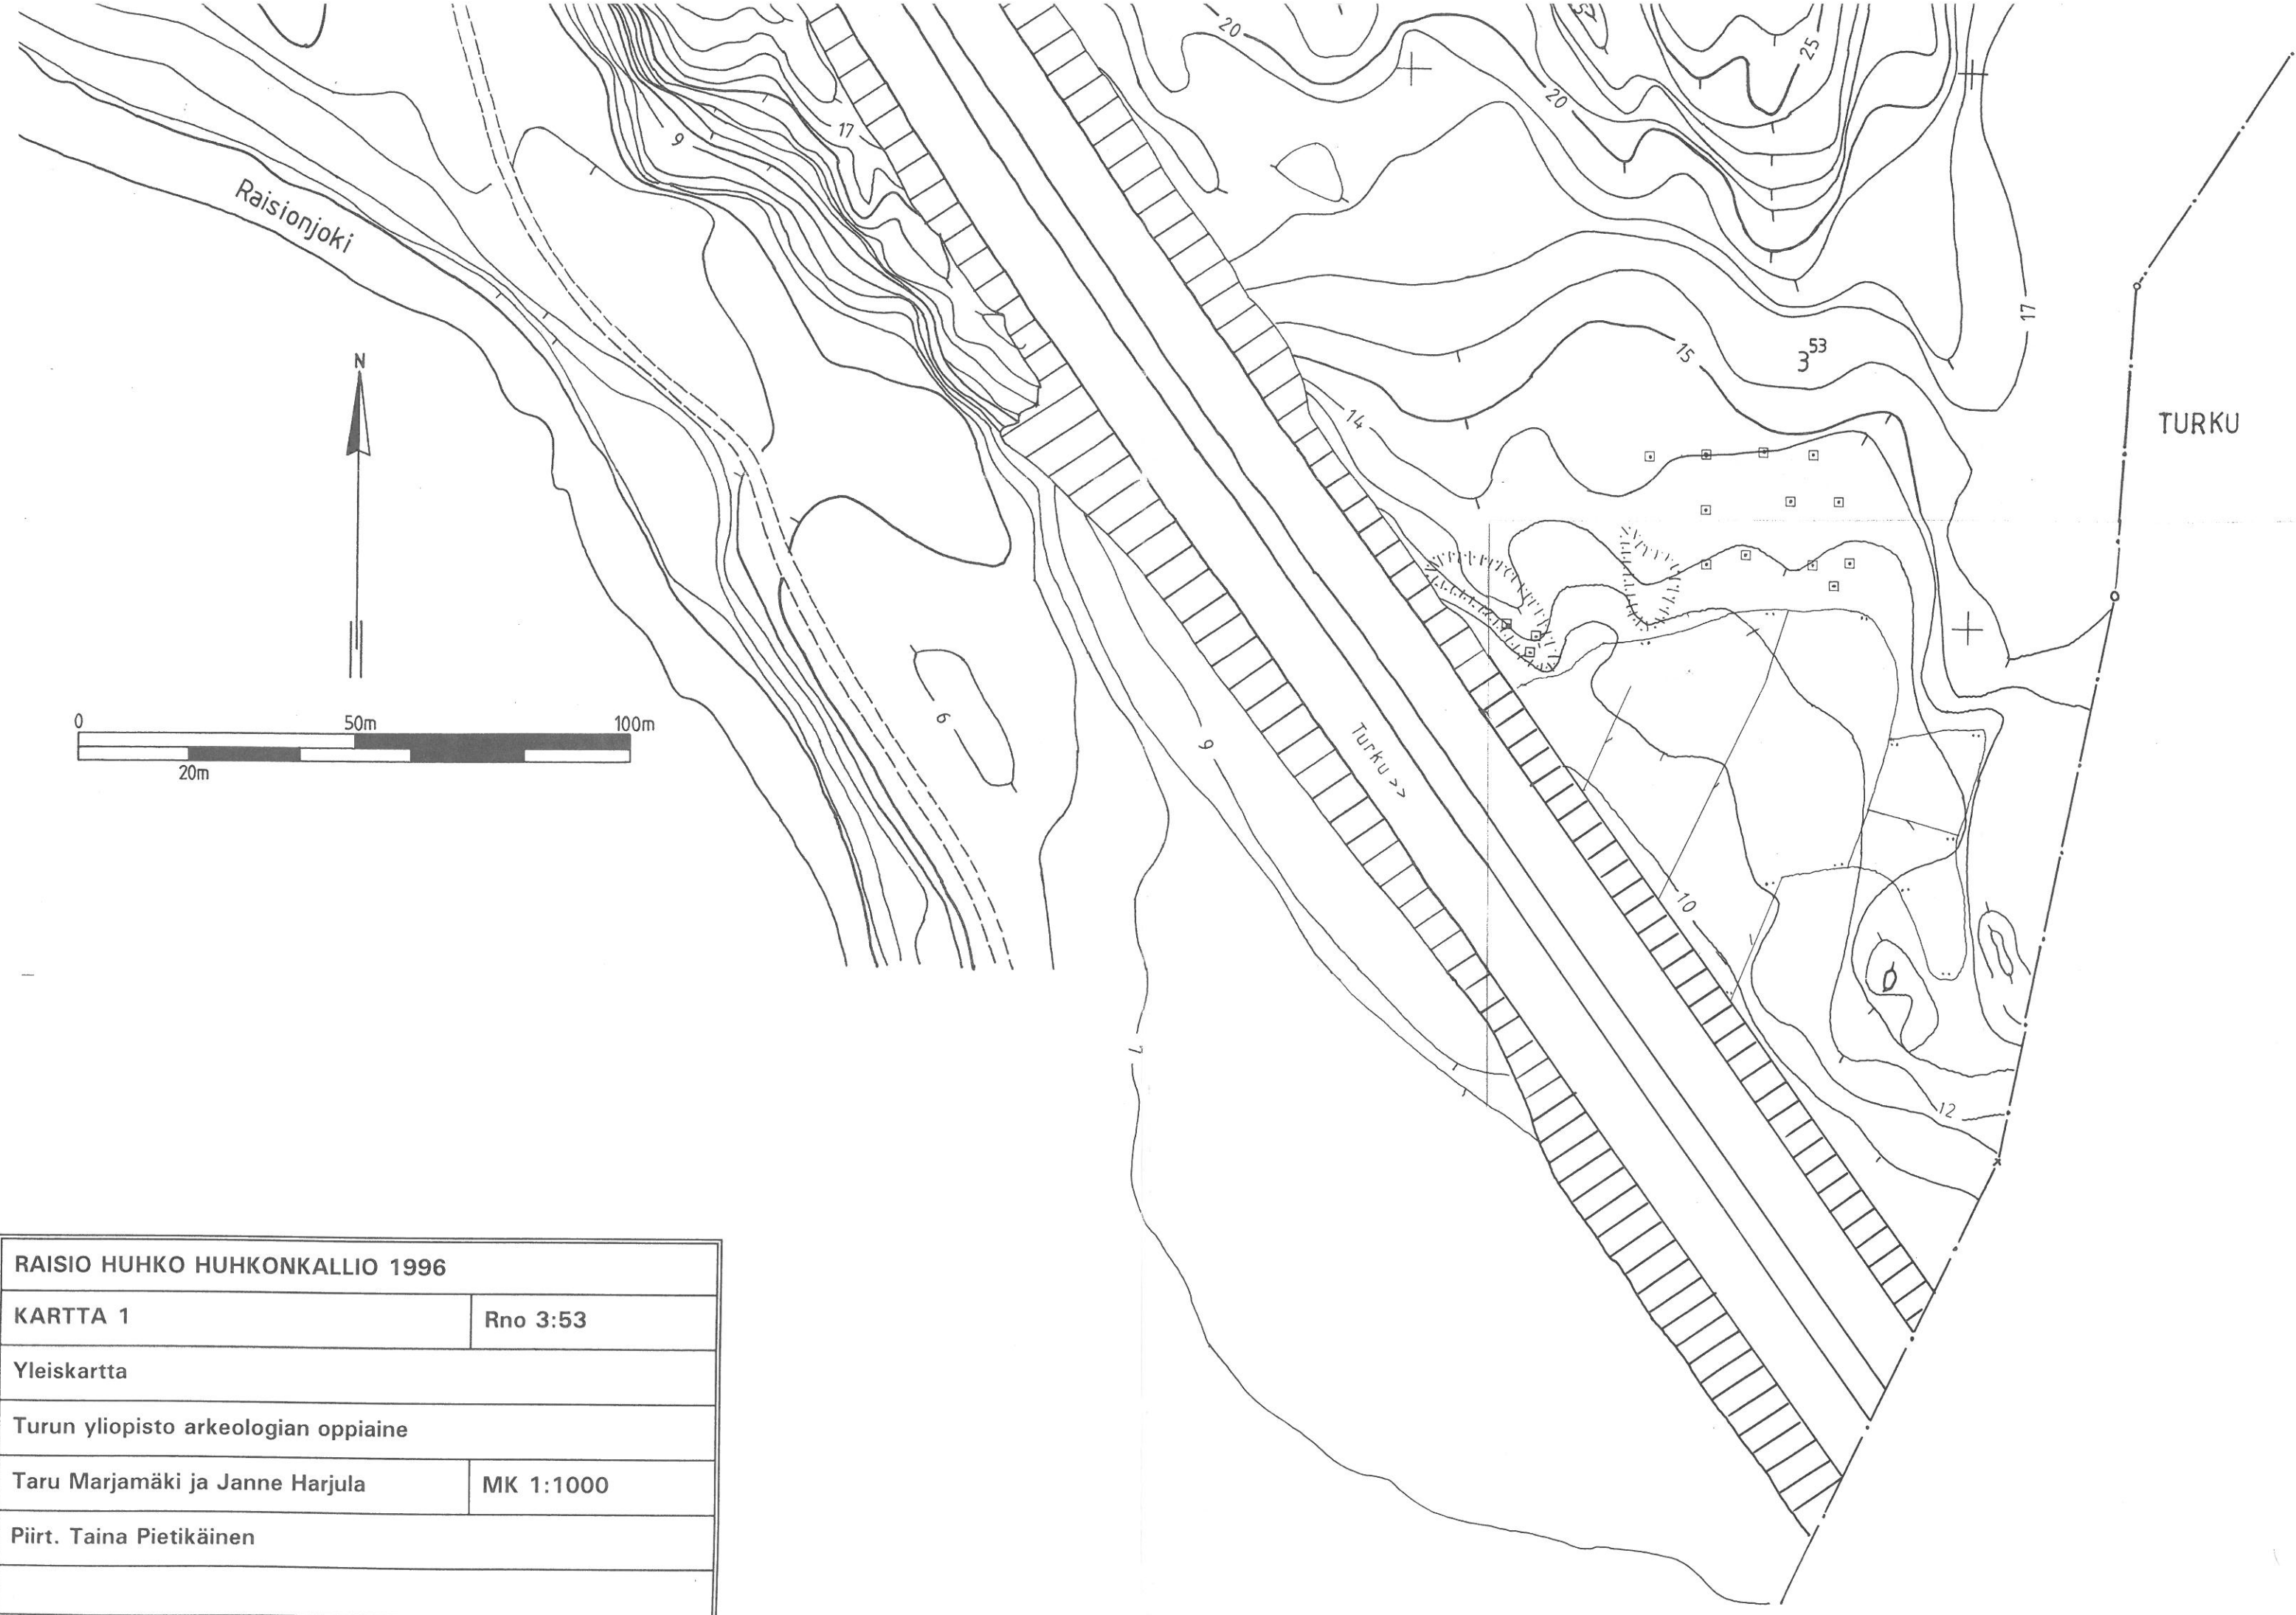 20
25
20
17
9
Raisionjoki
17
15
3⁵³
14
TURKU
N
0 50m 100m
20m
6
9
Turku >>
10
7
12
RAISIO HUHKO HUHKONKALLIO 1996
KARTTA 1
Rno 3:53
Yleiskartta
Turun yliopisto arkeologian oppiaine
Taru Marjamäki ja Janne Harjula
MK 1:1000
Piirt. Taina Pietikäinen